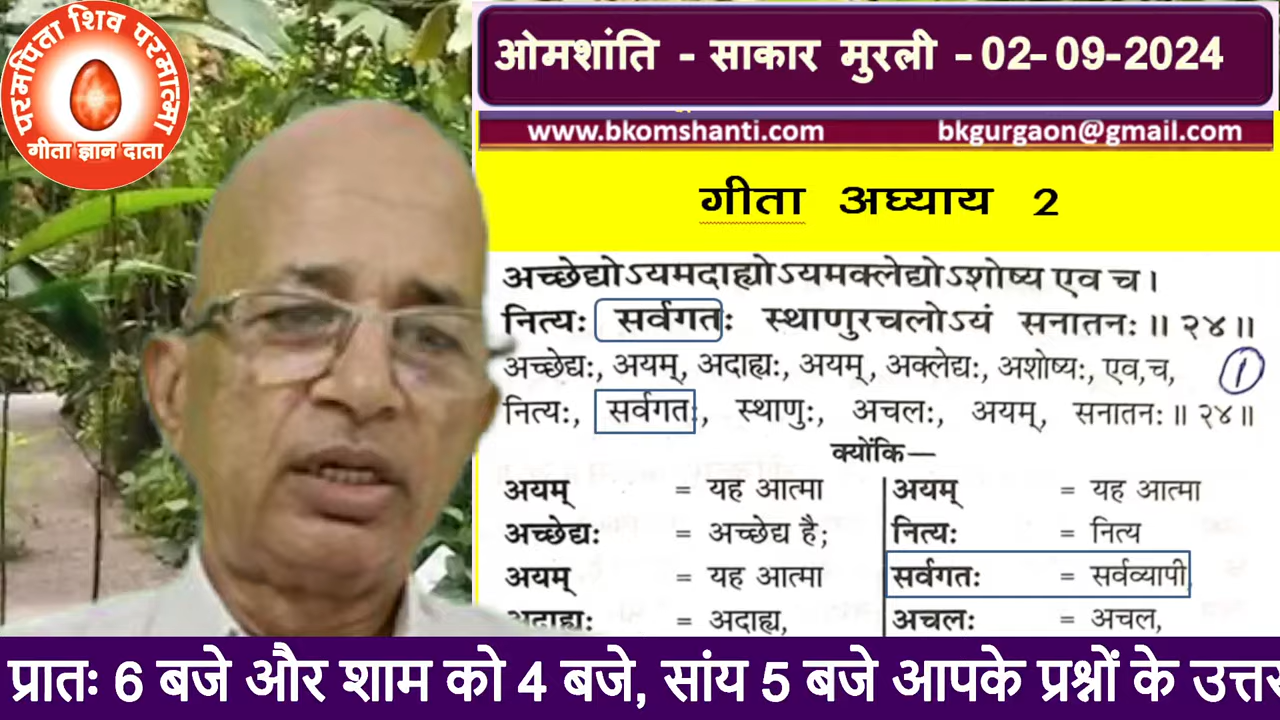 परमपिता शिव परमात्मा
गीता ज्ञान दाता
ओमशांति - साकार मुरली - 02- 09-2024
www.bkomshanti.com bkgurgaon@gmail.com
गीता अध्याय 2
अच्छेद्योऽयमदाह्योऽयमक्लेद्योऽशोष्य एव च।
नित्यः सर्वगतः स्थाणुरचलोऽयं सनातनः॥ २४॥
अच्छेद्यः, अयम्, अदाह्यः, अयम्, अक्लेद्यः, अशोष्यः, एव,च, 1
नित्यः, सर्वगतः, स्थाणुः, अचलः, अयम्, सनातनः॥ २४॥
क्योंकि—
अयम् = यह आत्मा अयम् = यह आत्मा
अच्छेद्यः = अच्छेद्य है; नित्यः = नित्य
अयम् = यह आत्मा सर्वगतः = सर्वव्यापी,
अदाह्यः = अदाह्य, अचलः = अचल,
प्रातः 6 बजे और शाम को 4 बजे, सांय 5 बजे आपके प्रश्नों के